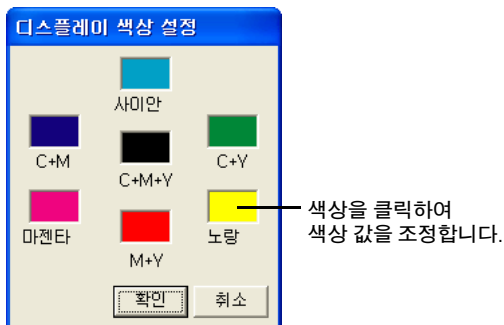 디스플레이 색상 설정
사이안
C+M
C+Y
C+M+Y
마젠타
노랑
M+Y
색상을 클릭하여
색상 값을 조정합니다.
확인
취소